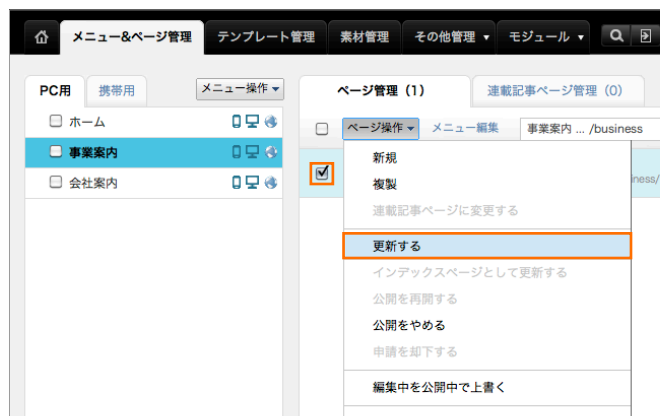 メニュー&ページ管理 テンプレート管理 素材管理 その他管理 ▼ モジュール ▼
PC用 携帯用 メニュー操作▼
ホーム
事業案内
会社案内
ページ管理（1） 連載記事ページ管理（0）
ページ操作▼ メニュー編集 事業案内 ... /business
iness/
新規
複製
連載記事ページに変更する
更新する
インデックスページとして更新する
公開を再開する
公開をやめる
申請を却下する
編集中を公開中で上書く